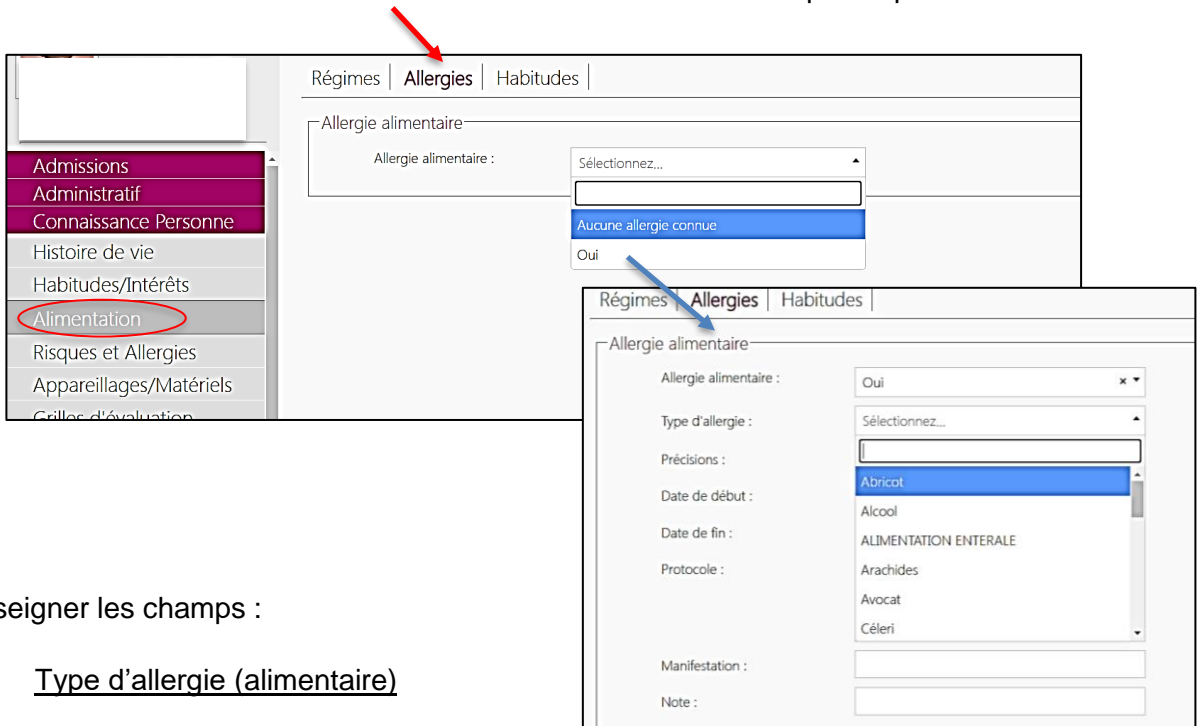 Régimes | Allergies | Habitudes |
Allergie alimentaire
Allergie alimentaire :
Sélectionnez...
Aucune allergie connue
Oui
Admissions
Administratif
Connaissance Personne
Histoire de vie
Habitudes/Intérêts
Alimentation
Risques et Allergies
Appareillages/Matériels
Grilles d'évaluation
Régimes | Allergies | Habitudes |
Allergie alimentaire
Allergie alimentaire :
Oui
Type d'allergie :
Sélectionnez...
Précisions :
Date de début :
Date de fin :
Protocole :
Abricot
Alcool
ALIMENTATION ENTERALE
Arachides
Avocat
Céleri
Manifestation :
Note :
seigner les champs :
Type d’allergie (alimentaire)